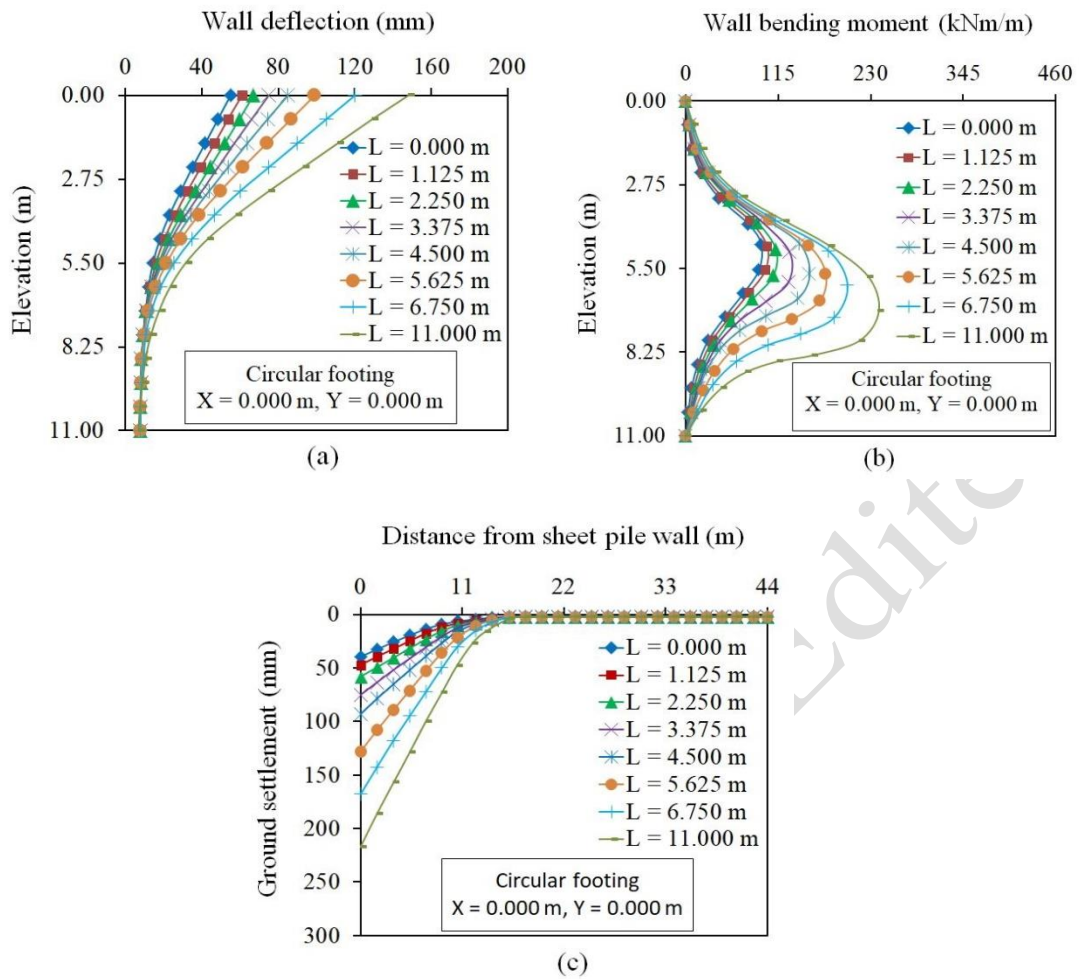 Wall deflection (mm)
0 40 80 120 160 200
0.00
2.75
5.50
8.25
11.00
Elevation (m)
L = 0.000 m
L = 1.125 m
L = 2.250 m
L = 3.375 m
L = 4.500 m
L = 5.625 m
L = 6.750 m
L = 11.000 m
Circular footing
X = 0.000 m, Y = 0.000 m
(a)
Wall bending moment (kNm/m)
0 115 230 345 460
0.00
2.75
5.50
8.25
11.00
Elevation (m)
L = 0.000 m
L = 1.125 m
L = 2.250 m
L = 3.375 m
L = 4.500 m
L = 5.625 m
L = 6.750 m
L = 11.000 m
Circular footing
X = 0.000 m, Y = 0.000 m
(b)
Distance from sheet pile wall (m)
0 11 22 33 44
0
50
100
150
200
250
300
Ground settlement (mm)
L = 0.000 m
L = 1.125 m
L = 2.250 m
L = 3.375 m
L = 4.500 m
L = 5.625 m
L = 6.750 m
L = 11.000 m
Circular footing
X = 0.000 m, Y = 0.000 m
(c)